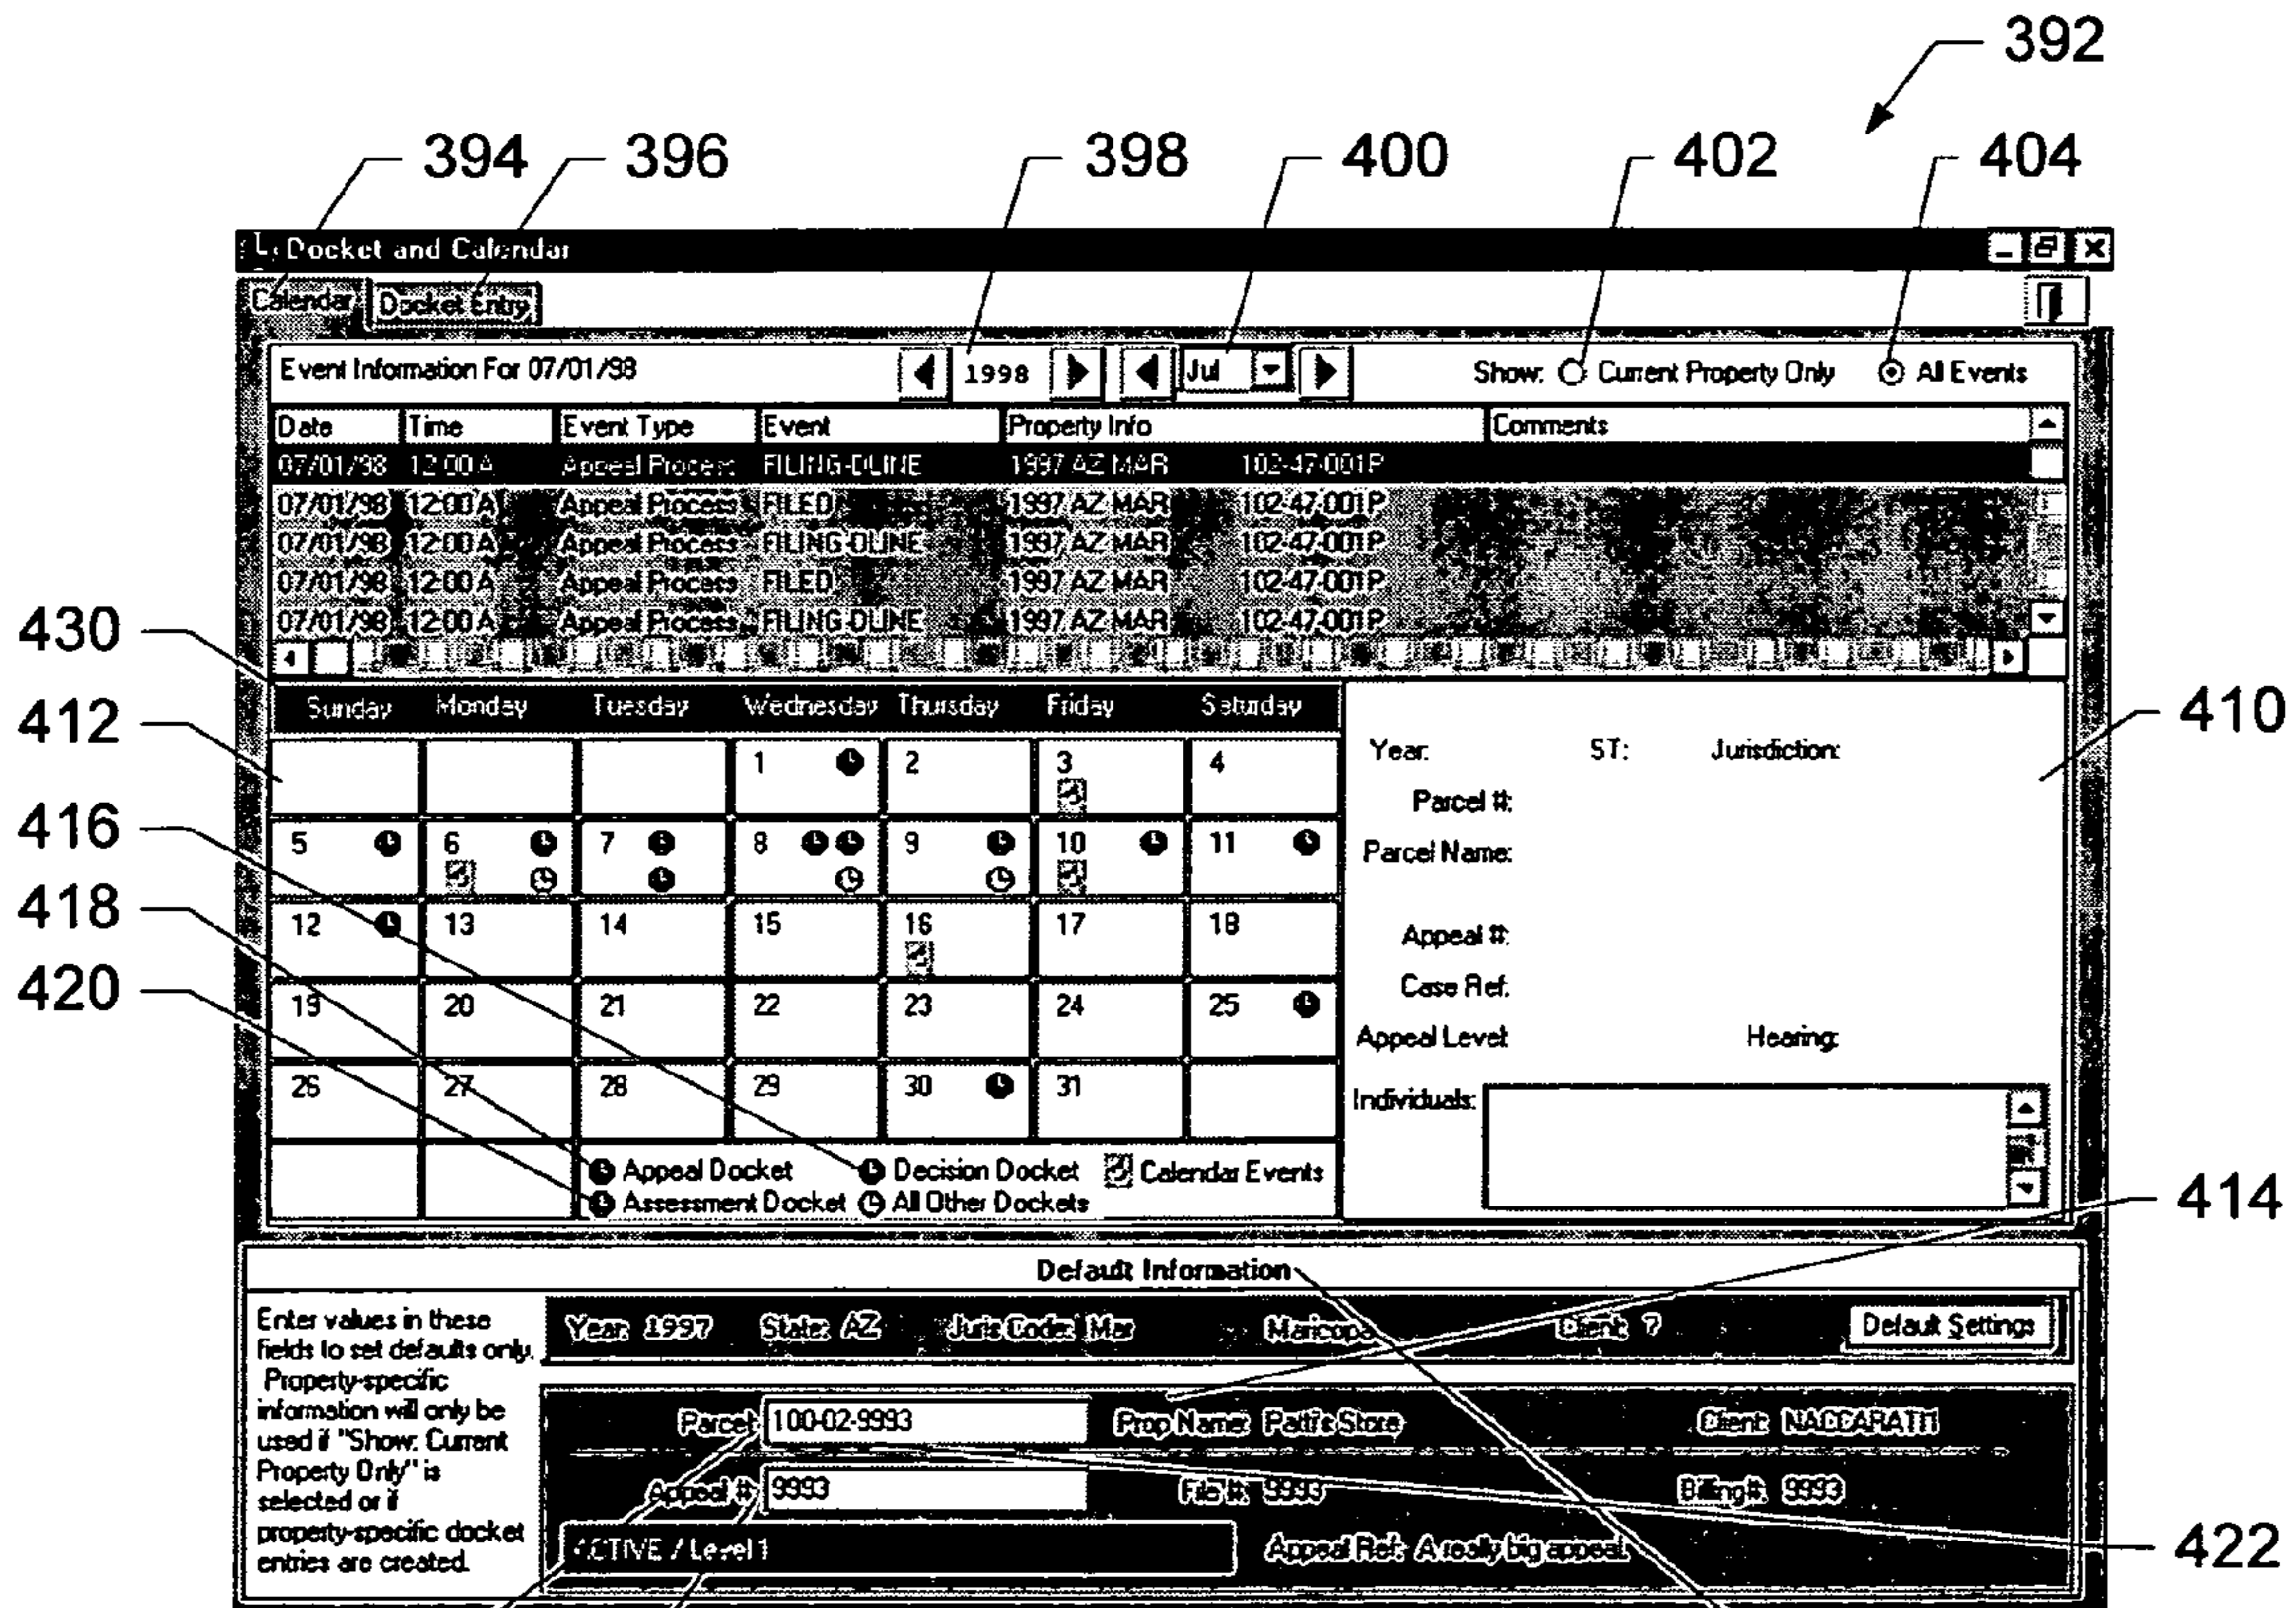 392
394 396 398 400 402 404
Docket and Calendar
Calendar Docket Entry
Event Information For 07/01/98 1998 Jul Show: Current Property Only All Events
Date Time Event Type Event Property Info Comments
07/01/98 12:00 A Appeal Process FILING-DLINE 1997 AZ MAR 102-47-001P
07/01/98 12:00 A Appeal Process FILED 1997 AZ MAR 102-47-001P
07/01/98 12:00 A Appeal Process FILING-DLINE 1997 AZ MAR 102-47-001P
07/01/98 12:00 A Appeal Process FILED 1997 AZ MAR 102-47-001P
07/01/98 12:00 A Appeal Process FILING-DLINE 1997 AZ MAR 102-47-001P
430
412
416
418
420
Sunday Monday Tuesday Wednesday Thursday Friday Saturday
1 2 3 4
5 6 7 8 9 10 11
12 13 14 15 16 17 18
19 20 21 22 23 24 25
26 27 28 29 30 31
Appeal Docket Decision Docket Calendar Events
Assessment Docket All Other Dockets
410
Year: ST: Jurisdiction:
Parcel #:
Parcel Name:
Appeal #:
Case Ref:
Appeal Level: Hearing:
Individuals:
414
Default Information
Enter values in these
fields to set defaults only.
Property-specific
information will only be
used if "Show: Current
Property Only" is
selected or if
property-specific docket
entries are created.
Year: 1997 State: AZ Juris Code: Mar Maricopa Client: 7 Default Settings
Parcel: 100-02-9993 Prop Name: Patti's Store Client: NACCARATI1
Appeal #: 9993 File #: 9993 Billing#: 9993
ACTIVE / Level 1 Appeal Ref: A really big appeal.
422